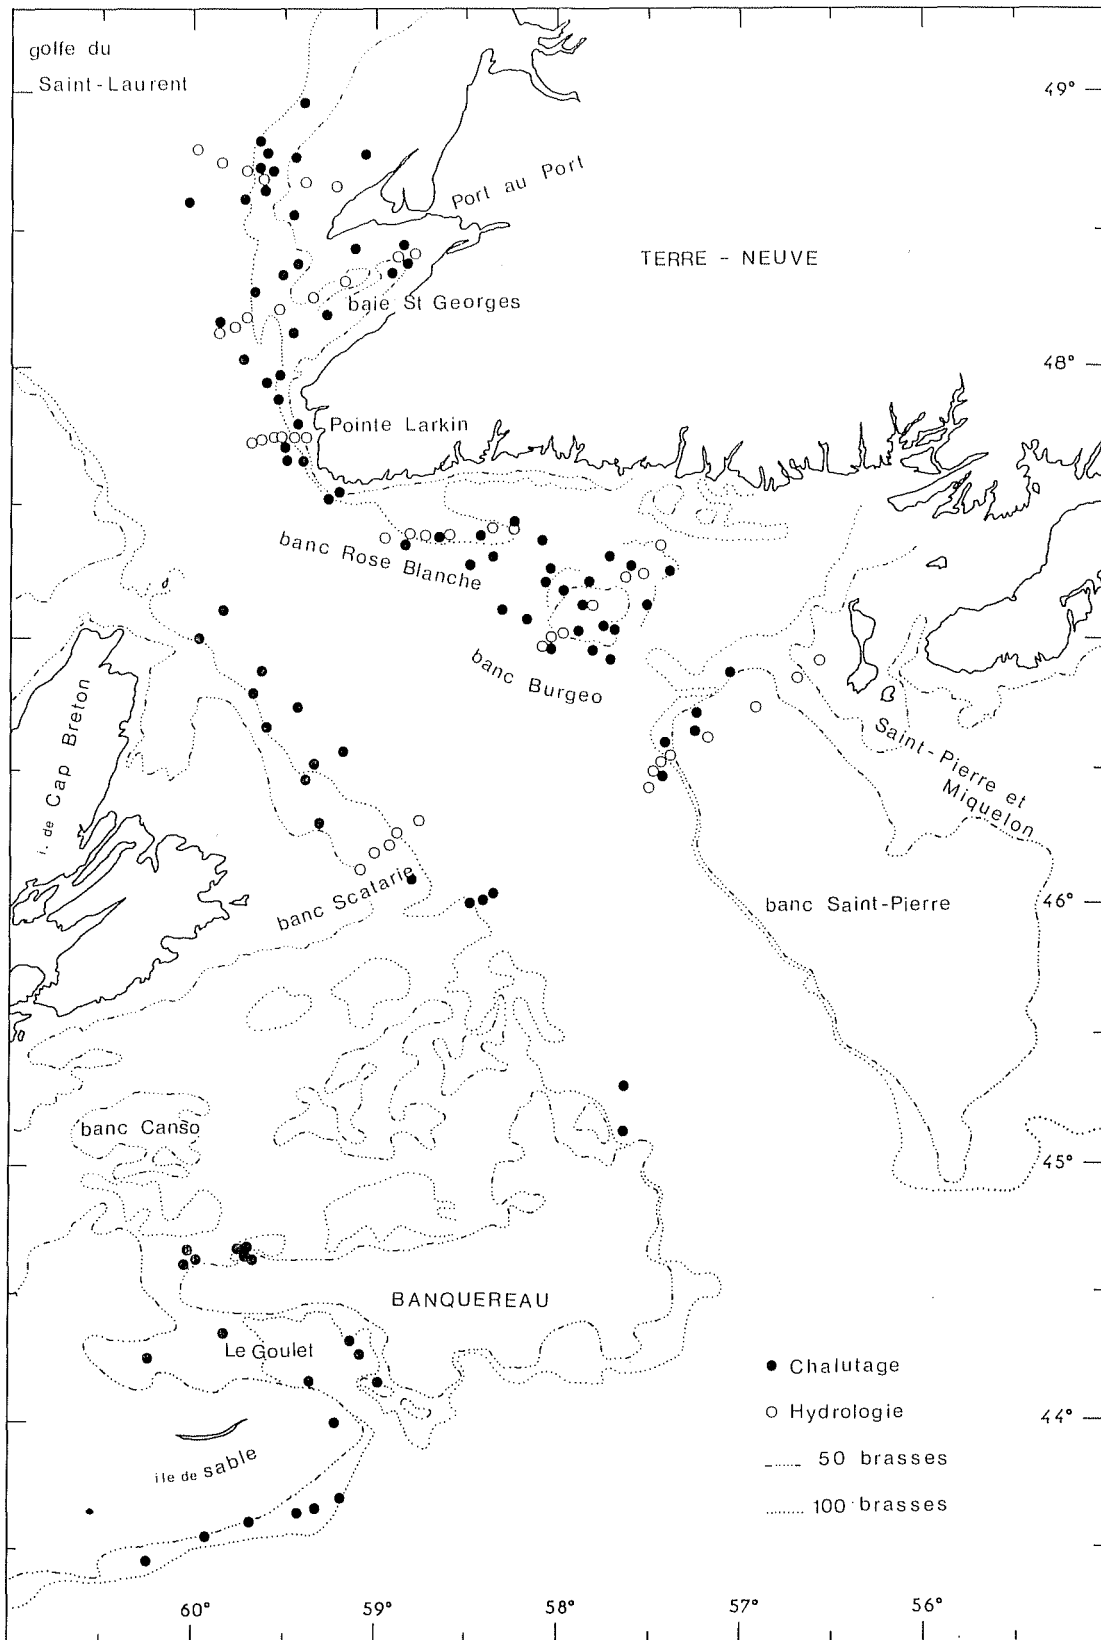 golfe du
Saint-Laurent
49°
Port au Port
TERRE - NEUVE
baie St Georges
48°
Pointe Larkin
banc Rose Blanche
banc Burgeo
i. de Cap Breton
Saint-Pierre et
Miquelon
banc Scatarie
banc Saint-Pierre
46°
banc Canso
45°
BANQUEREAU
Le Goulet
Chalutage
Hydrologie
44°
50 brasses
ile de sable
100 brasses
60°
59°
58°
57°
56°